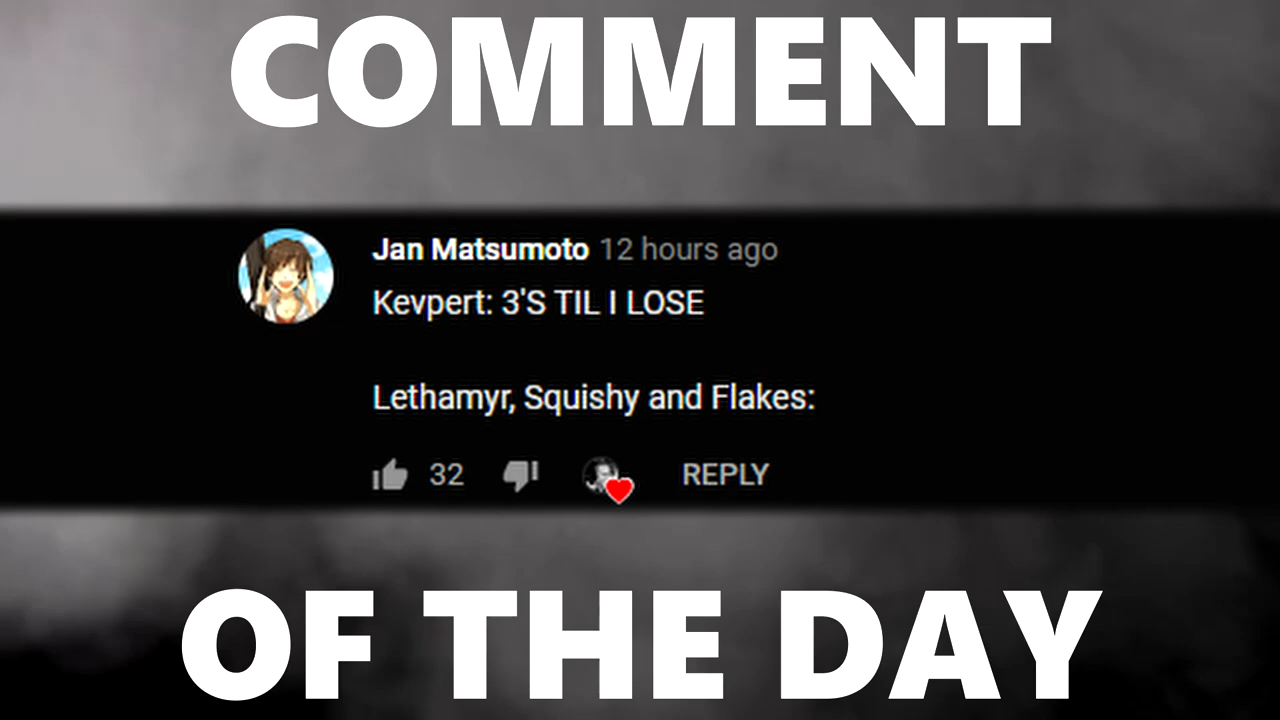 COMMENT
Jan Matsumoto 12 hours ago
Kevpert: 3'S TIL I LOSE
Lethamyr, Squishy and Flakes:
32 REPLY
OF THE DAY